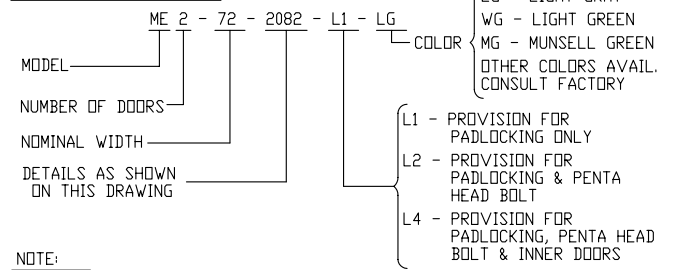 ME 2 - 72 - 2082 - L1 - LG
WG - LIGHT GREEN
COLOR
MG - MUNSELL GREEN
OTHER COLORS AVAIL.
CONSULT FACTORY
MODEL
NUMBER OF DOORS
NOMINAL WIDTH
DETAILS AS SHOWN
ON THIS DRAWING
L1 - PROVISION FOR
PADLOCKING ONLY
L2 - PROVISION FOR
PADLOCKING & PENTA
HEAD BOLT
L4 - PROVISION FOR
PADLOCKING, PENTA HEAD
BOLT & INNER DOORS
NOTE: